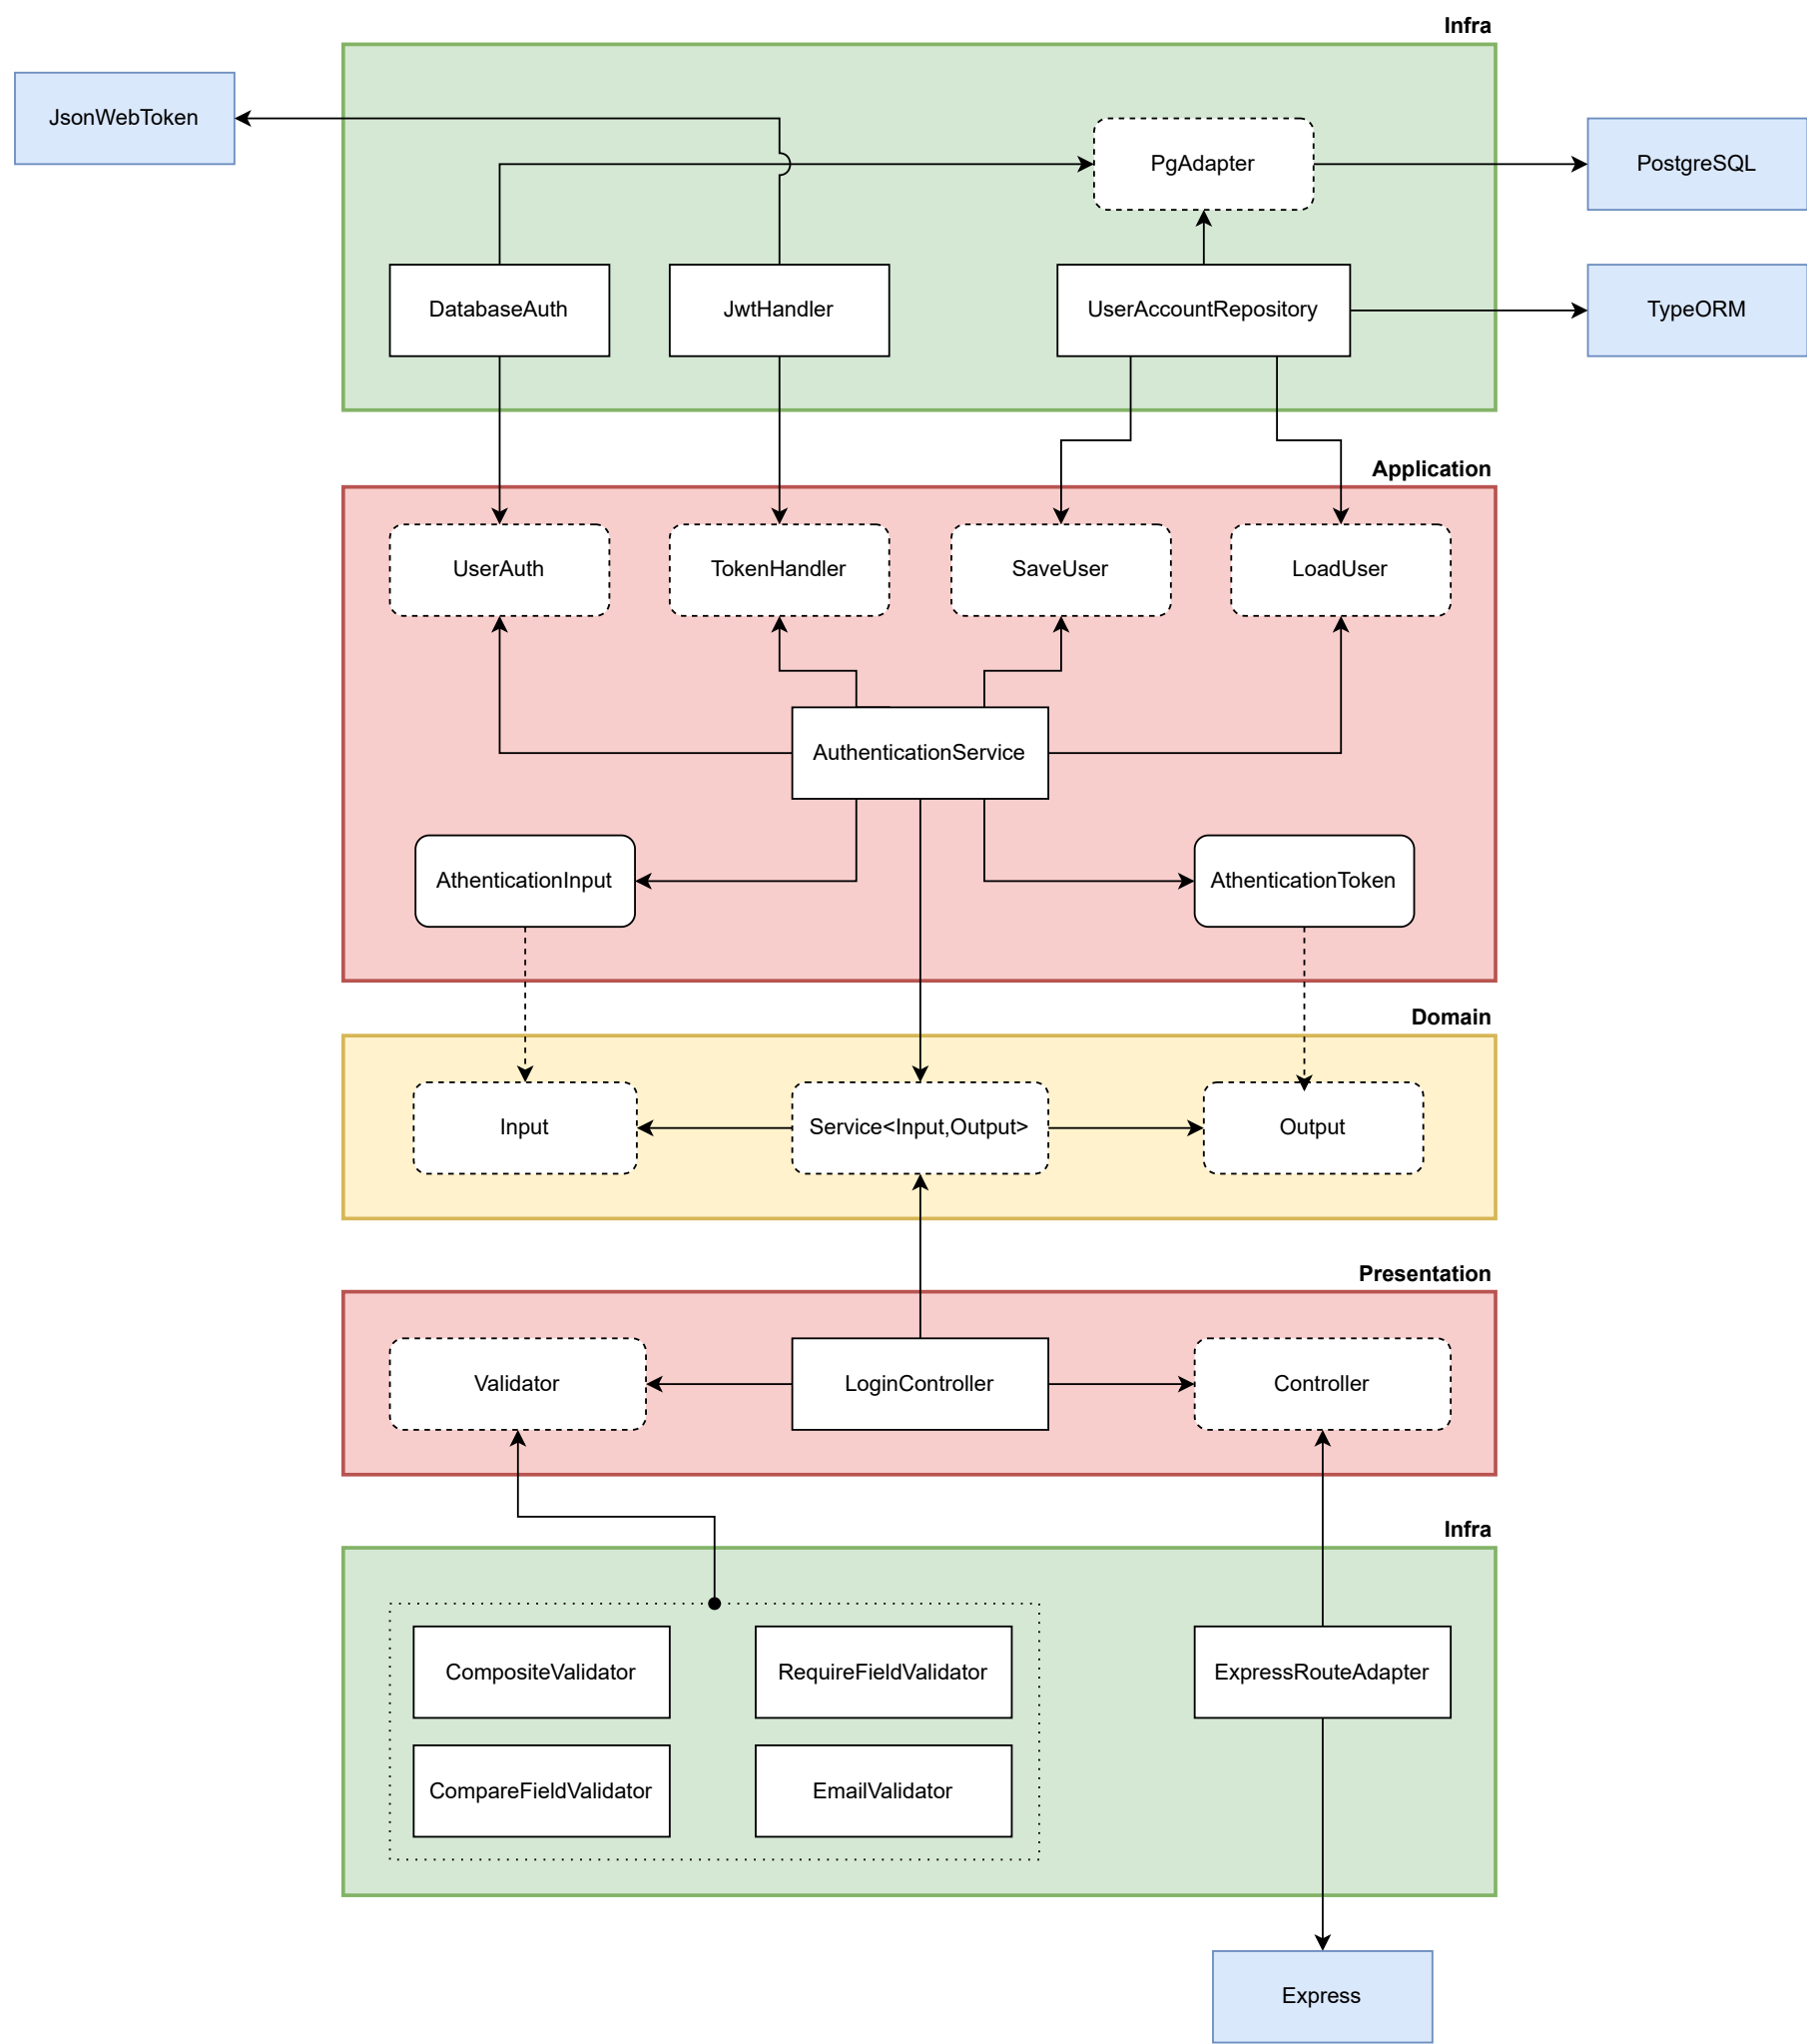 Infra
JsonWebToken
PgAdapter
PostgreSQL
DatabaseAuth
JwtHandler
UserAccountRepository
TypeORM
Application
UserAuth
TokenHandler
SaveUser
LoadUser
AuthenticationService
AthenticationInput
AthenticationToken
Domain
Input
Service<Input,Output>
Output
Presentation
Validator
LoginController
Controller
Infra
CompositeValidator
RequireFieldValidator
ExpressRouteAdapter
CompareFieldValidator
EmailValidator
Express